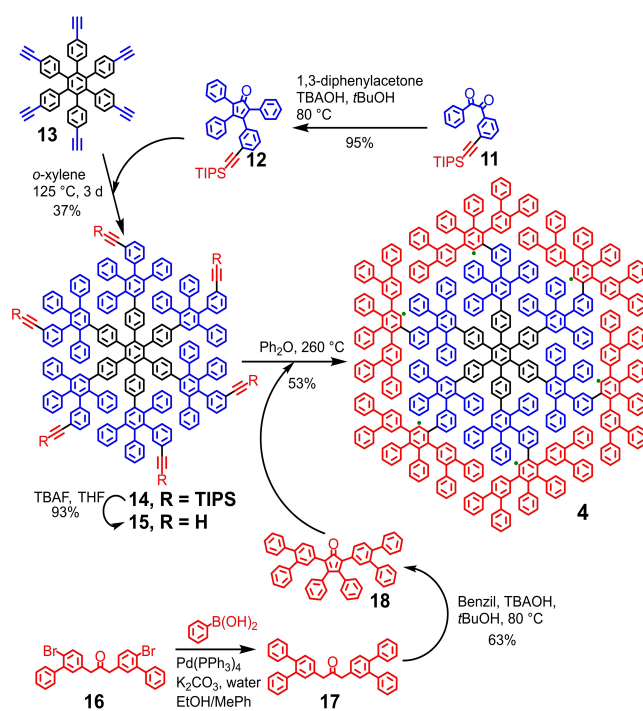 13
12
TIPS
O
1,3-diphenylacetone
TBAOH, tBuOH
80 °C
95%
O
O
TIPS
11
o-xylene
125 °C, 3 d
37%
R
R
R
R
R
R
Ph₂O, 260 °C
53%
TBAF, THF
93%
14, R = TIPS
15, R = H
4
O
18
Benzil, TBAOH,
tBuOH, 80 °C
63%
B(OH)₂
Br
O
Br
16
Pd(PPh₃)₄
K₂CO₃, water
EtOH/MePh
O
17